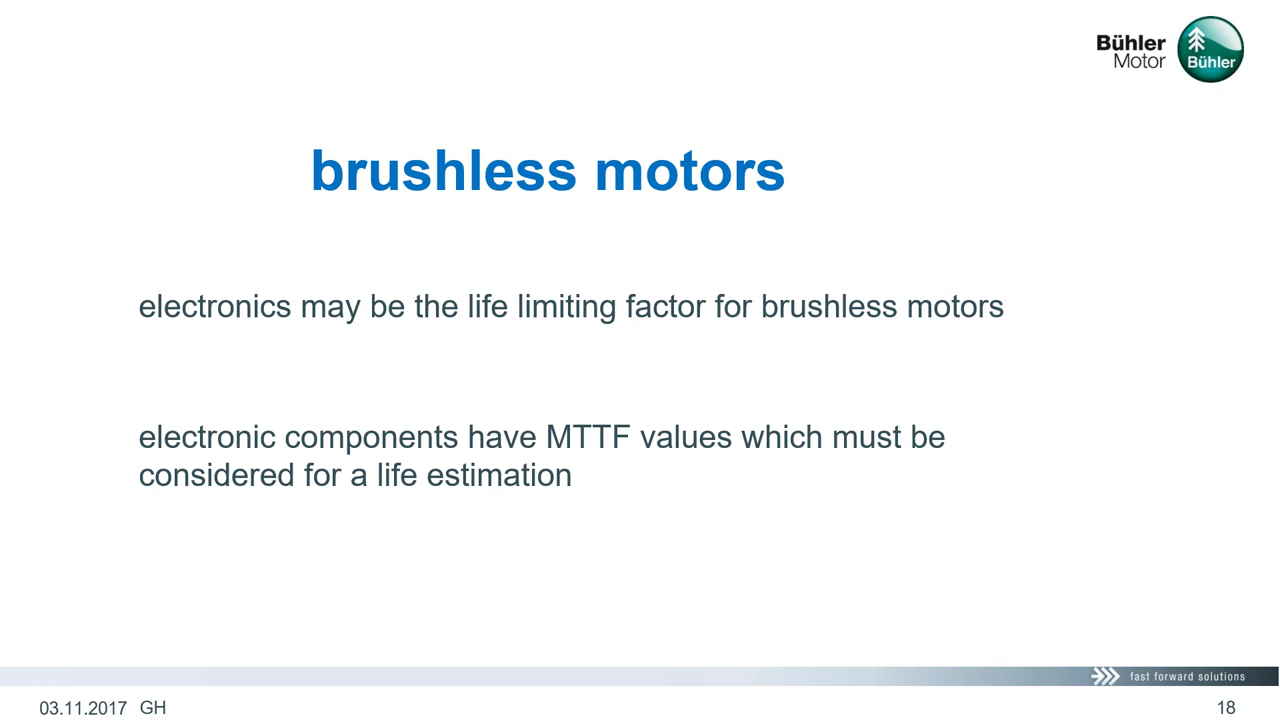 Bühler
Motor
Bühler
brushless motors
electronics may be the life limiting factor for brushless motors
electronic components have MTTF values which must be
considered for a life estimation
fast forward solutions
03.11.2017 GH
18